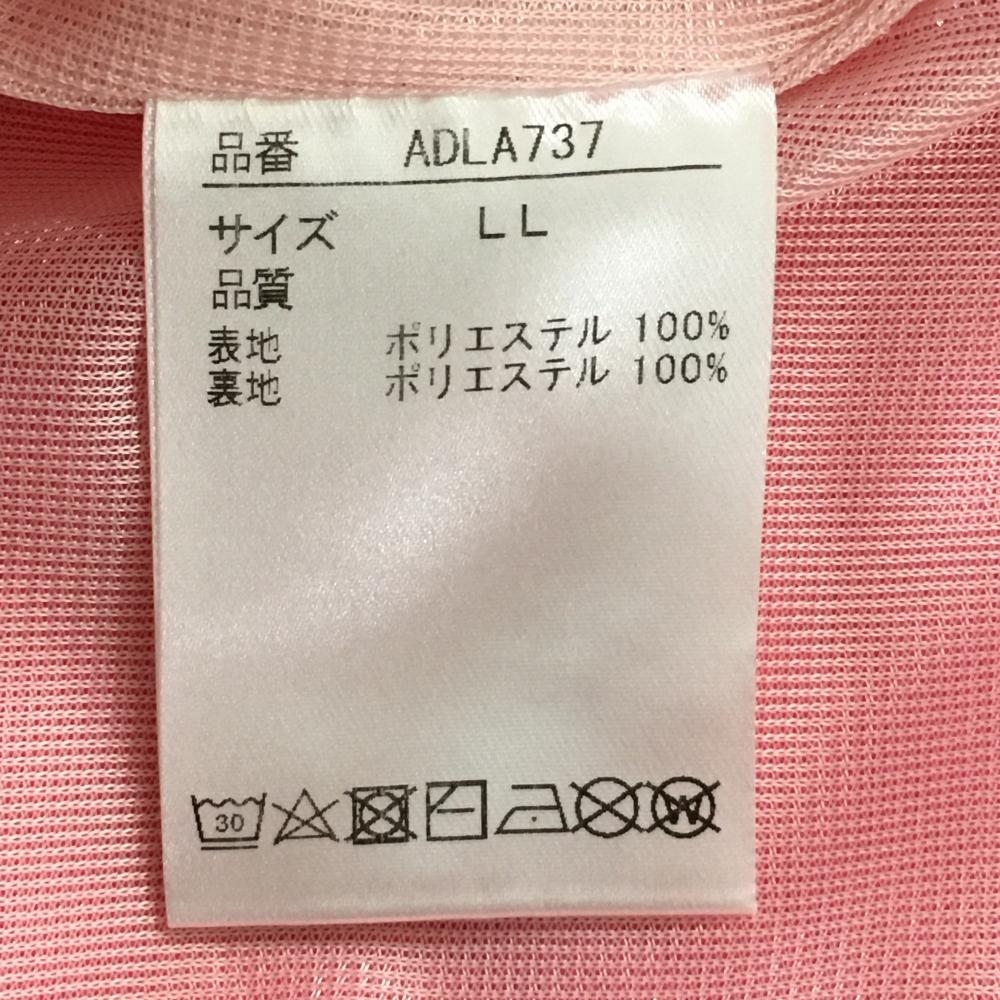 品番 ADLA737
サイズ LL
品質
表地 ポリエステル 100%
裏地 ポリエステル 100%
30 W